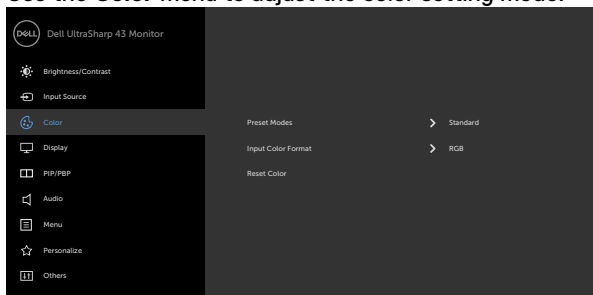 Use the Color menu to adjust the color setting mode.
DELL Dell UltraSharp 43 Monitor
Brightness/Contrast
Input Source
Color Preset Modes Standard
Display Input Color Format RGB
PIP/PBP Reset Color
Audio
Menu
Personalize
Others